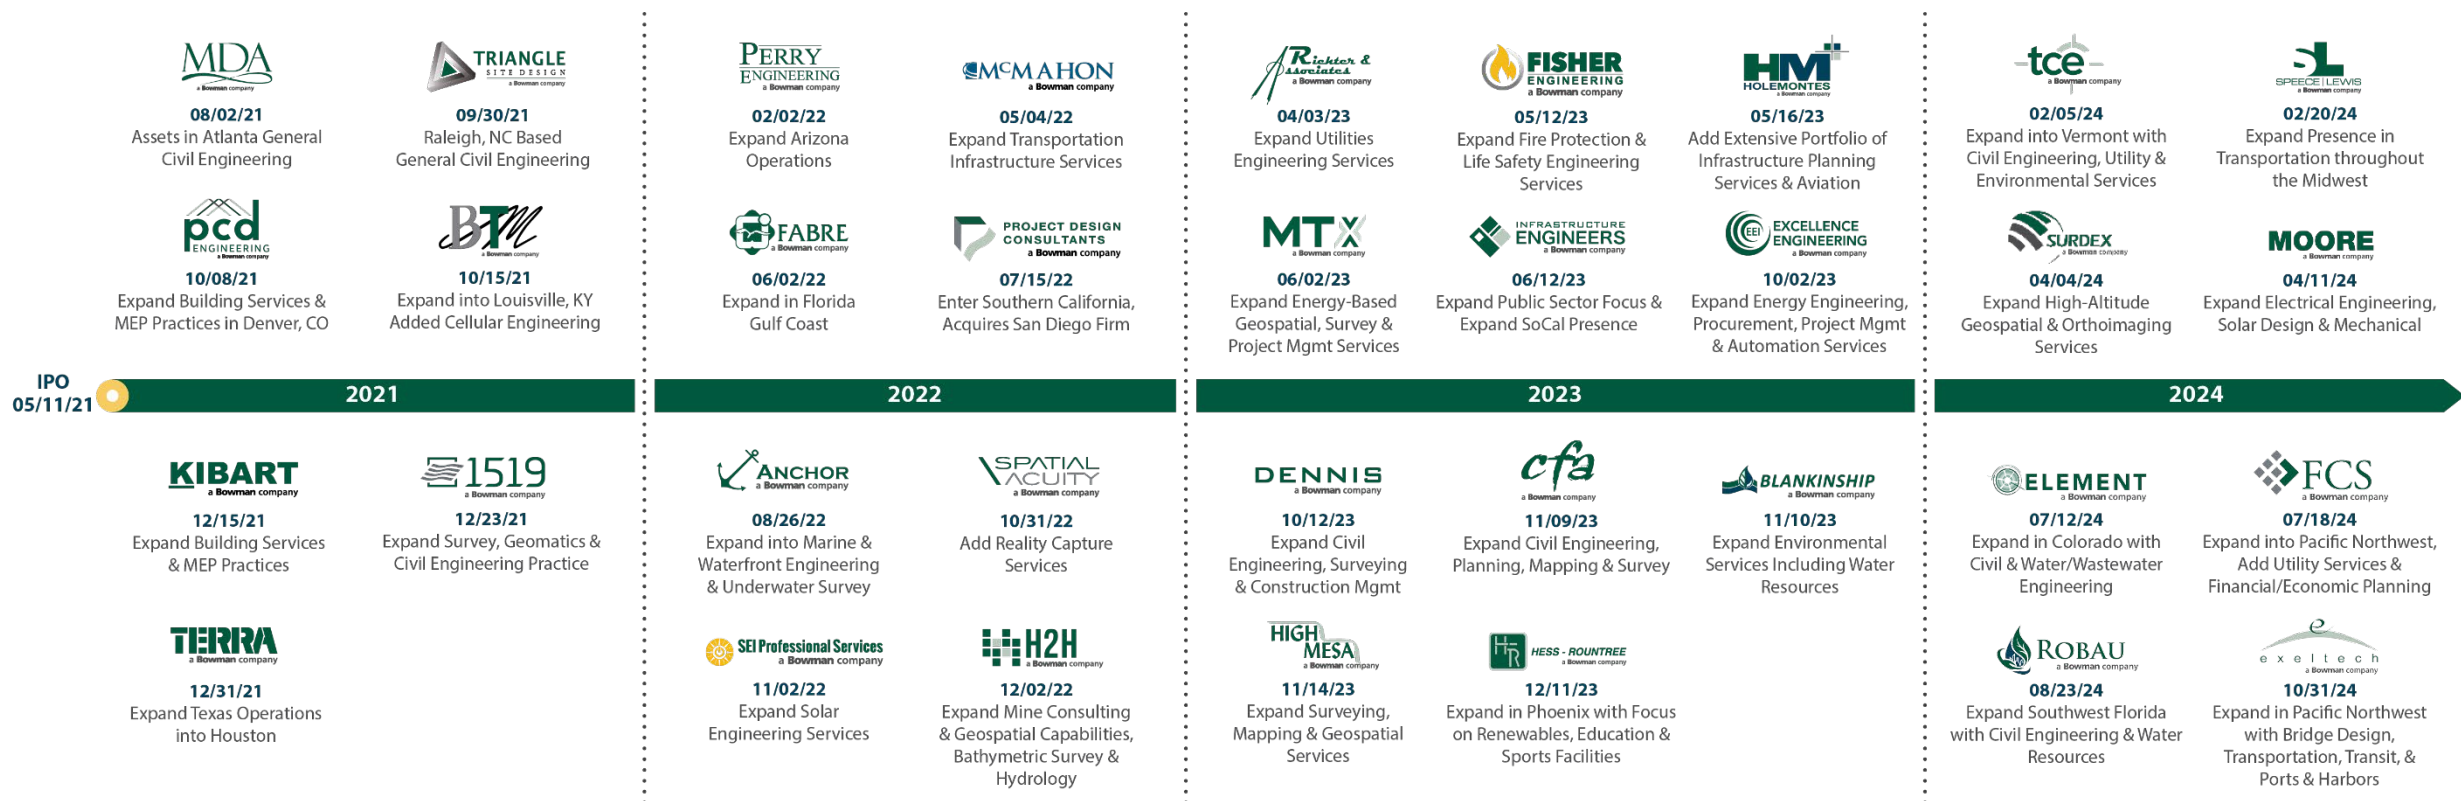 MDA
a Bowman company
08/02/21
Assets in Atlanta General
Civil Engineering
TRIANGLE
SITE DESIGN
a Bowman company
09/30/21
Raleigh, NC Based
General Civil Engineering
pcd
ENGINEERING
a Bowman company
10/08/21
Expand Building Services &
MEP Practices in Denver, CO
BTM
a Bowman company
10/15/21
Expand into Louisville, KY
Added Cellular Engineering
PERRY
ENGINEERING
a Bowman company
02/02/22
Expand Arizona
Operations
MCMAHON
a Bowman company
05/04/22
Expand Transportation
Infrastructure Services
FABRE
a Bowman company
06/02/22
Expand in Florida
Gulf Coast
PROJECT DESIGN
CONSULTANTS
a Bowman company
07/15/22
Enter Southern California,
Acquires San Diego Firm
Richter &
Associates
a Bowman company
04/03/23
Expand Utilities
Engineering Services
FISHER
ENGINEERING
a Bowman company
05/12/23
Expand Fire Protection &
Life Safety Engineering
Services
HM
HOLEMONTES
a Bowman company
05/16/23
Add Extensive Portfolio of
Infrastructure Planning
Services & Aviation
MTX
a Bowman company
06/02/23
Expand Energy-Based
Geospatial, Survey &
Project Mgmt Services
INFRASTRUCTURE
ENGINEERS
a Bowman company
06/12/23
Expand Public Sector Focus &
Expand SoCal Presence
EEI
EXCELLENCE
ENGINEERING
a Bowman company
10/02/23
Expand Energy Engineering,
Procurement, Project Mgmt
& Automation Services
tce
a Bowman company
02/05/24
Expand into Vermont with
Civil Engineering, Utility &
Environmental Services
SL
SPEECE | LEWIS
a Bowman company
02/20/24
Expand Presence in
Transportation throughout
the Midwest
SURDEX
a Bowman company
04/04/24
Expand High-Altitude
Geospatial & Orthoimaging
Services
MOORE
a Bowman company
04/11/24
Expand Electrical Engineering,
Solar Design & Mechanical
IPO
05/11/21
2021
2022
2023
2024
KIBART
a Bowman company
12/15/21
Expand Building Services
& MEP Practices
1519
a Bowman company
12/23/21
Expand Survey, Geomatics &
Civil Engineering Practice
TERRA
a Bowman company
12/31/21
Expand Texas Operations
into Houston
ANCHOR
a Bowman company
08/26/22
Expand into Marine &
Waterfront Engineering
& Underwater Survey
SPATIAL
ACUITY
a Bowman company
10/31/22
Add Reality Capture
Services
SEI Professional Services
a Bowman company
11/02/22
Expand Solar
Engineering Services
H2H
a Bowman company
12/02/22
Expand Mine Consulting
& Geospatial Capabilities,
Bathymetric Survey &
Hydrology
DENNIS
a Bowman company
10/12/23
Expand Civil
Engineering, Surveying
& Construction Mgmt
cfa
a Bowman company
11/09/23
Expand Civil Engineering,
Planning, Mapping & Survey
BLANKINSHIP
a Bowman company
11/10/23
Expand Environmental
Services Including Water
Resources
HIGH
MESA
a Bowman company
11/14/23
Expand Surveying,
Mapping & Geospatial
Services
HR
HESS - ROUNTREE
a Bowman company
12/11/23
Expand in Phoenix with Focus
on Renewables, Education &
Sports Facilities
ELEMENT
a Bowman company
07/12/24
Expand in Colorado with
Civil & Water/Wastewater
Engineering
FCS
a Bowman company
07/18/24
Expand into Pacific Northwest,
Add Utility Services &
Financial/Economic Planning
ROBAU
a Bowman company
08/23/24
Expand Southwest Florida
with Civil Engineering & Water
Resources
e
exeltech
a Bowman company
10/31/24
Expand in Pacific Northwest
with Bridge Design,
Transportation, Transit, &
Ports & Harbors